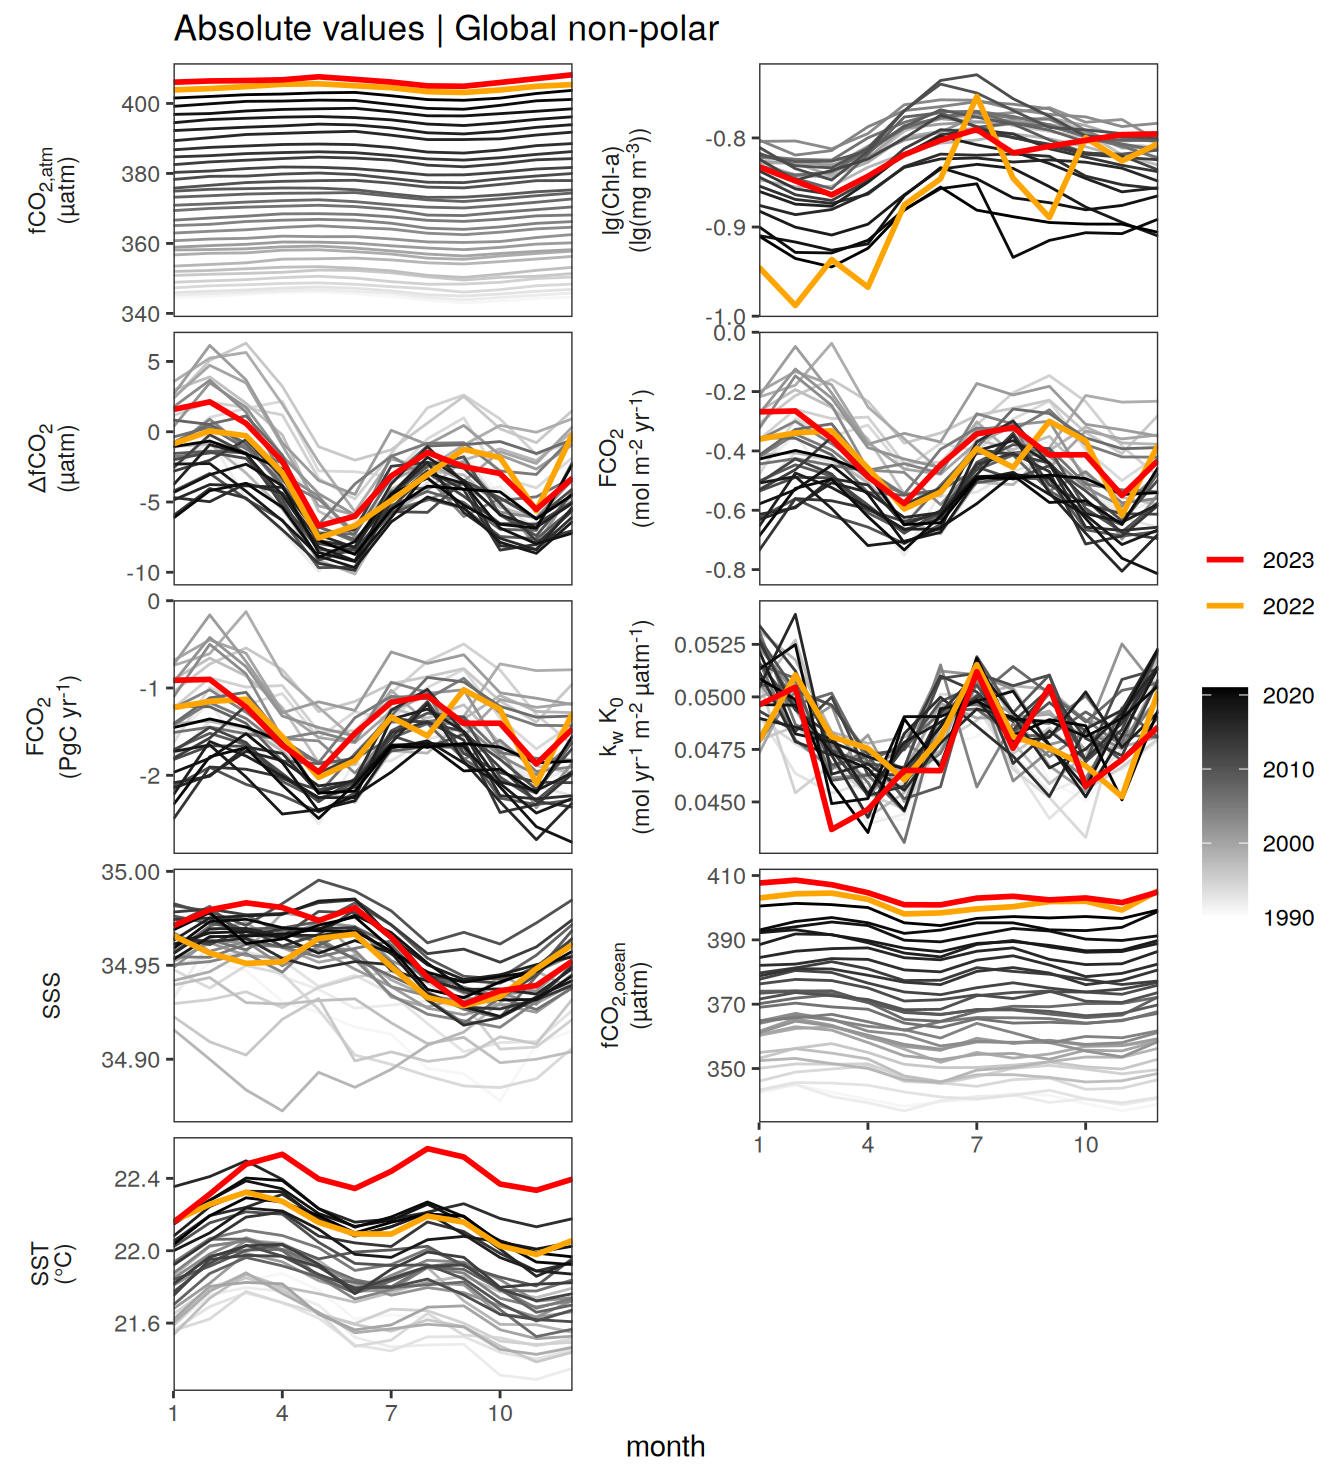 Absolute values | Global non-polar
fCO2,atm
(µatm)
400
380
360
340
lg(Chl-a)
(lg(mg m-3))
-0.8
-0.9
-1.0
ΔfCO2
(µatm)
5
0
-5
-10
FCO2
(mol m-2 yr-1)
0.0
-0.2
-0.4
-0.6
-0.8
FCO2
(PgC yr-1)
0
-1
-2
kw K0
(mol yr-1 m-2 µatm-1)
0.0525
0.0500
0.0475
0.0450
SSS
35.00
34.95
34.90
fCO2,ocean
(µatm)
410
390
370
350
1 4 7 10
SST
(°C)
22.4
22.0
21.6
1 4 7 10
month
2023
2022
2020
2010
2000
1990